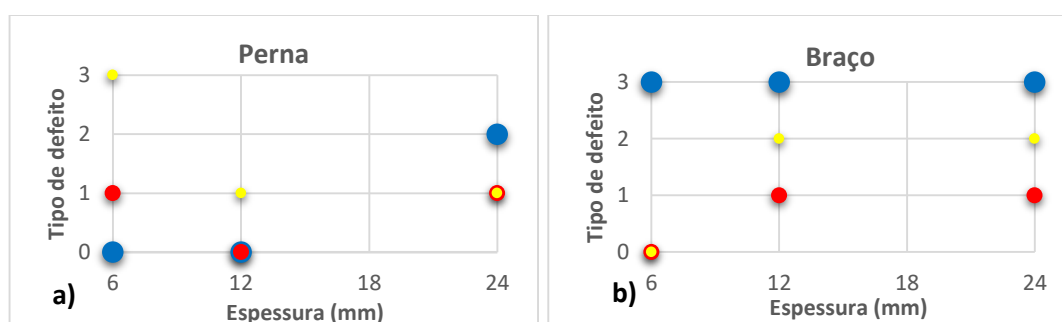 Perna
Tipo de defeito
3
2
1
0
6
12
18
24
Espessura (mm)
a)
Braço
Tipo de defeito
3
2
1
0
6
12
18
24
Espessura (mm)
b)